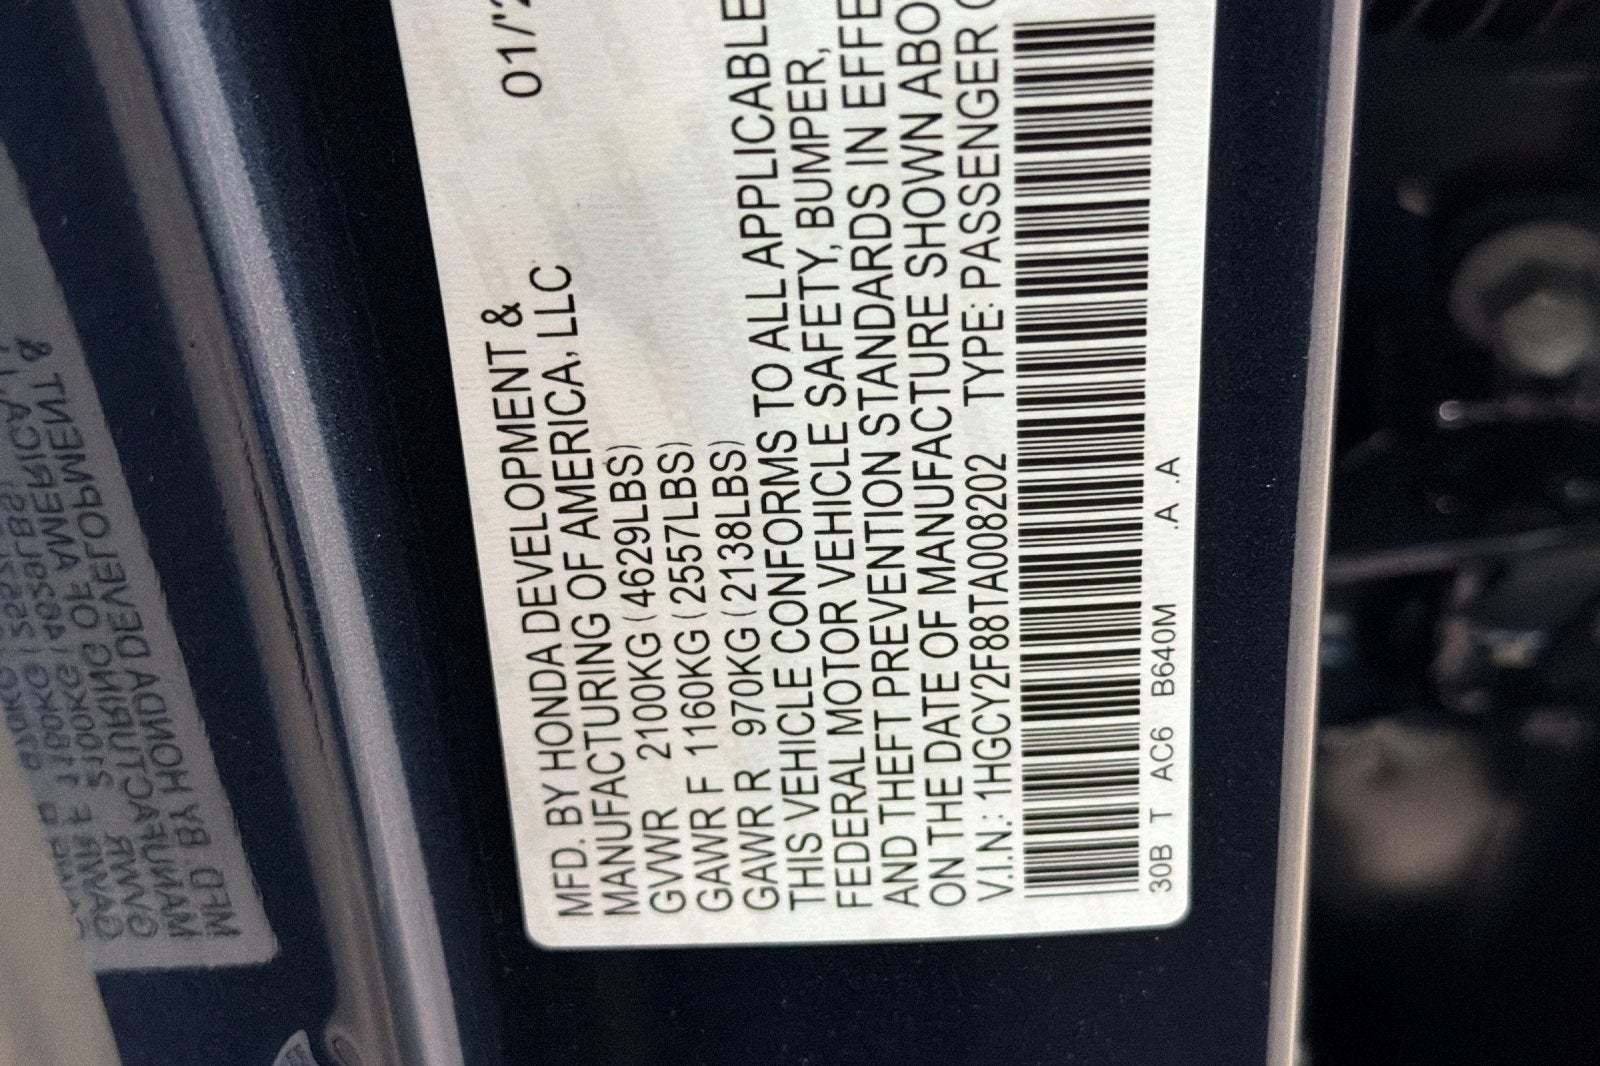 01/'2
MFD. BY HONDA DEVELOPMENT &
MANUFACTURING OF AMERICA, LLC
GVWR 2100KG (4629LBS)
GAWR F 1160KG (2557LBS)
GAWR R 970KG (2138LBS)
THIS VEHICLE CONFORMS TO ALL APPLICABLE
FEDERAL MOTOR VEHICLE SAFETY, BUMPER,
AND THEFT PREVENTION STANDARDS IN EFFE
ON THE DATE OF MANUFACTURE SHOWN ABO
V.I.N.: 1HGCY2F88TA008202 TYPE: PASSENGER
30B T AC6 B640M .A .A